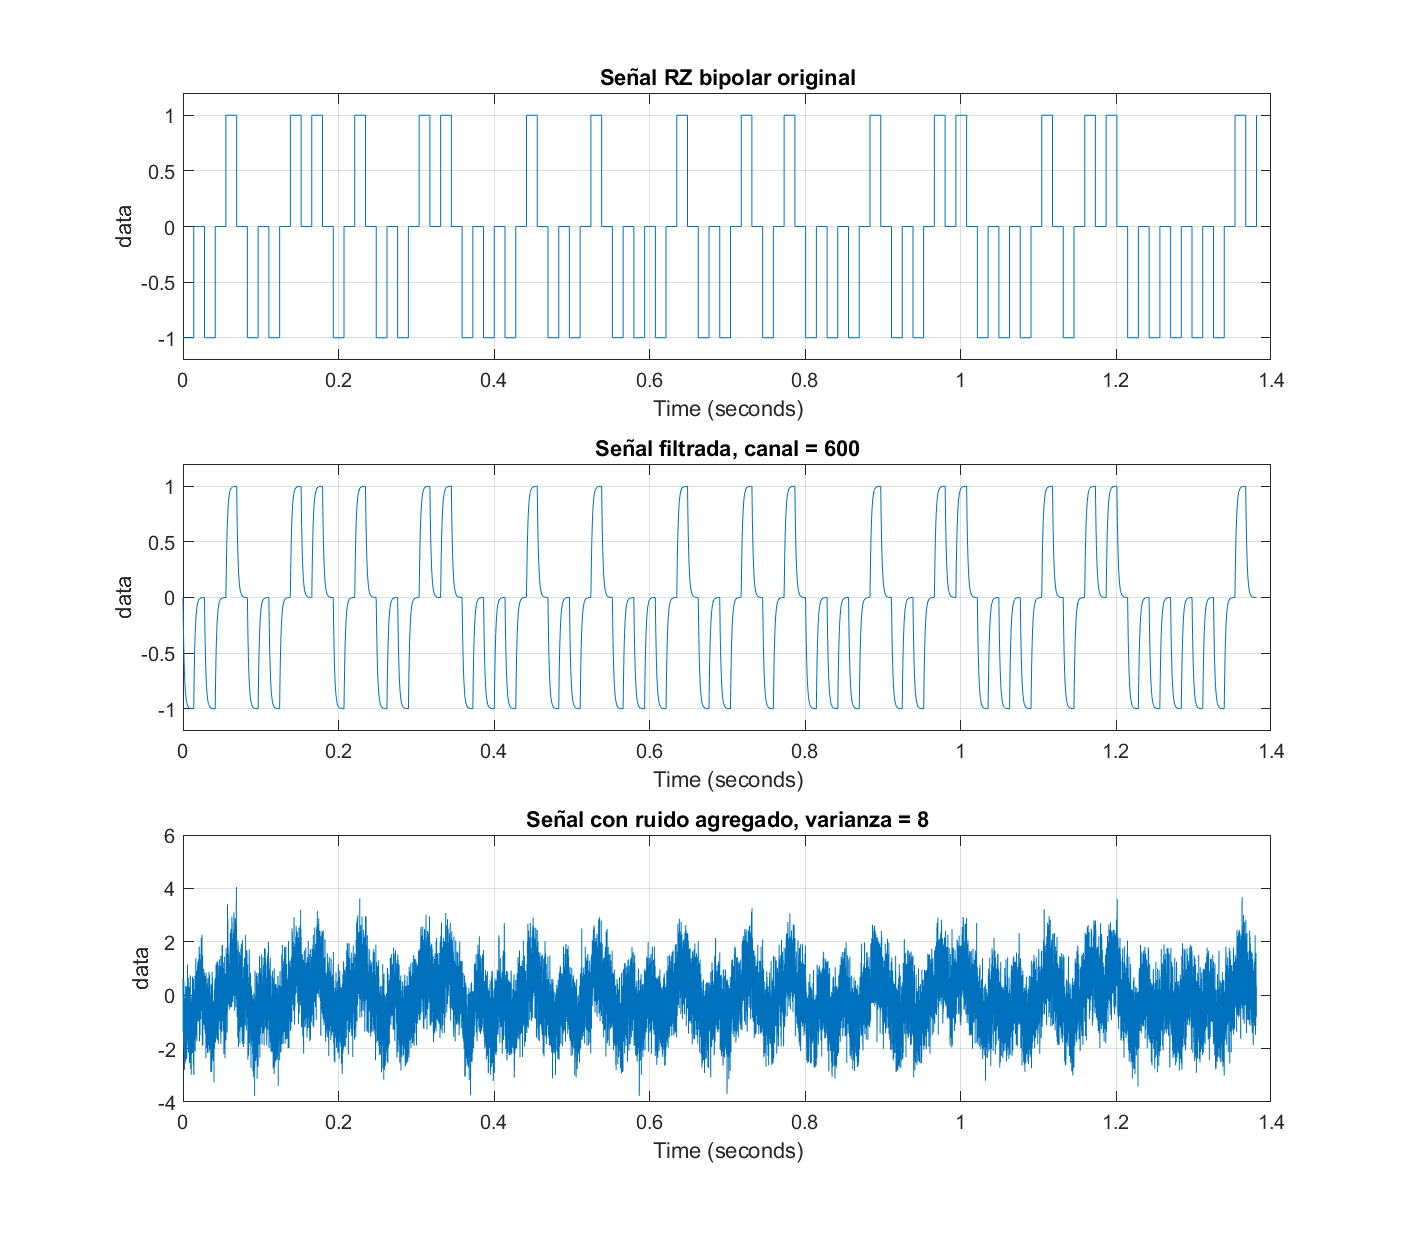 Señal RZ bipolar original
1
0.5
0
-0.5
-1
data
0 0.2 0.4 0.6 0.8 1 1.2 1.4
Time (seconds)
Señal filtrada, canal = 600
1
0.5
0
-0.5
-1
data
0 0.2 0.4 0.6 0.8 1 1.2 1.4
Time (seconds)
Señal con ruido agregado, varianza = 8
6
4
2
0
-2
-4
data
0 0.2 0.4 0.6 0.8 1 1.2 1.4
Time (seconds)